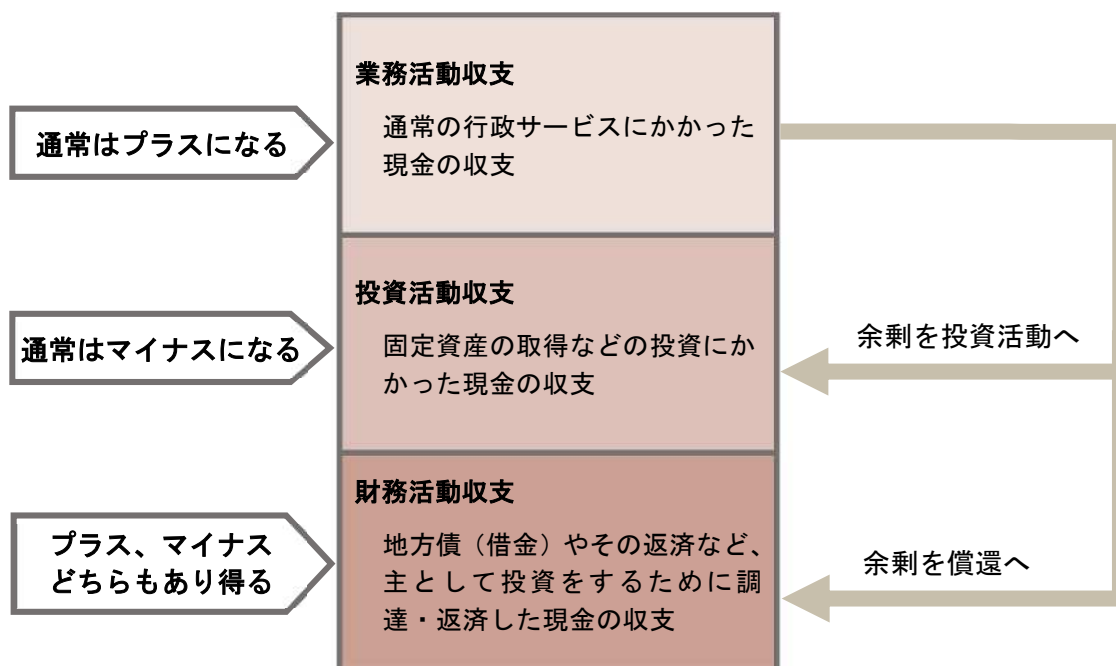 業務活動収支
通常の行政サービスにかかった
現金の収支
通常はプラスになる
投資活動収支
固定資産の取得などの投資にか
かった現金の収支
通常はマイナスになる
余剰を投資活動へ
財務活動収支
地方債（借金）やその返済など、
主として投資をするために調
達・返済した現金の収支
プラス、マイナス
どちらもあり得る
余剰を償還へ